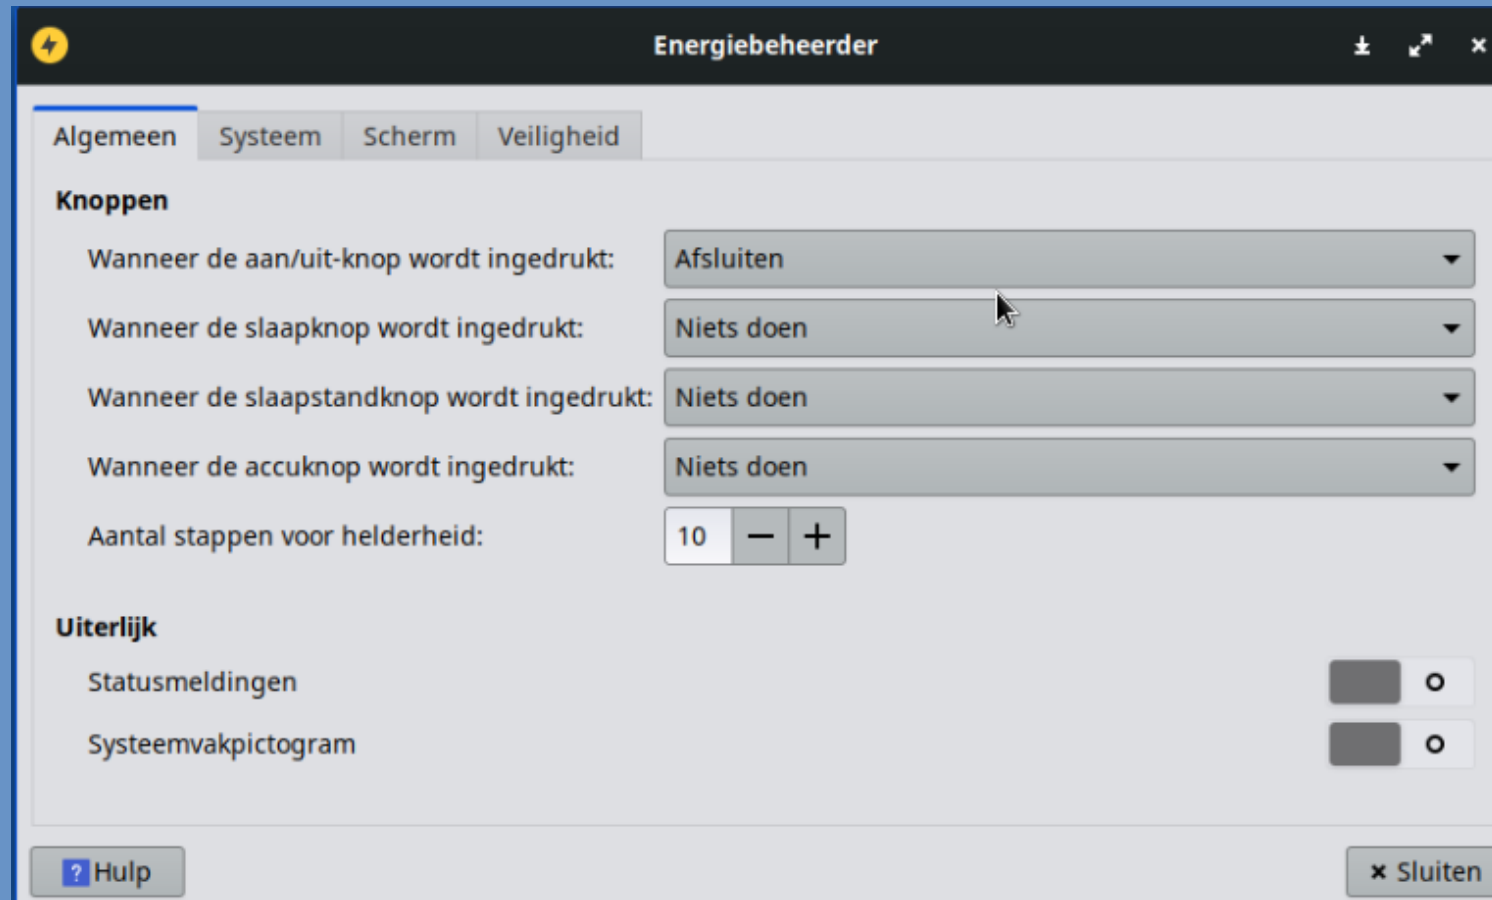 Energiebeheerder
Algemeen Systeem Scherm Veiligheid
Knoppen
Wanneer de aan/uit-knop wordt ingedrukt: Afsluiten
Wanneer de slaapknop wordt ingedrukt: Niets doen
Wanneer de slaapstandknop wordt ingedrukt: Niets doen
Wanneer de accuknop wordt ingedrukt: Niets doen
Aantal stappen voor helderheid: 10
Uiterlijk
Statusmeldingen
Systeemvakpictogram
? Hulp × Sluiten